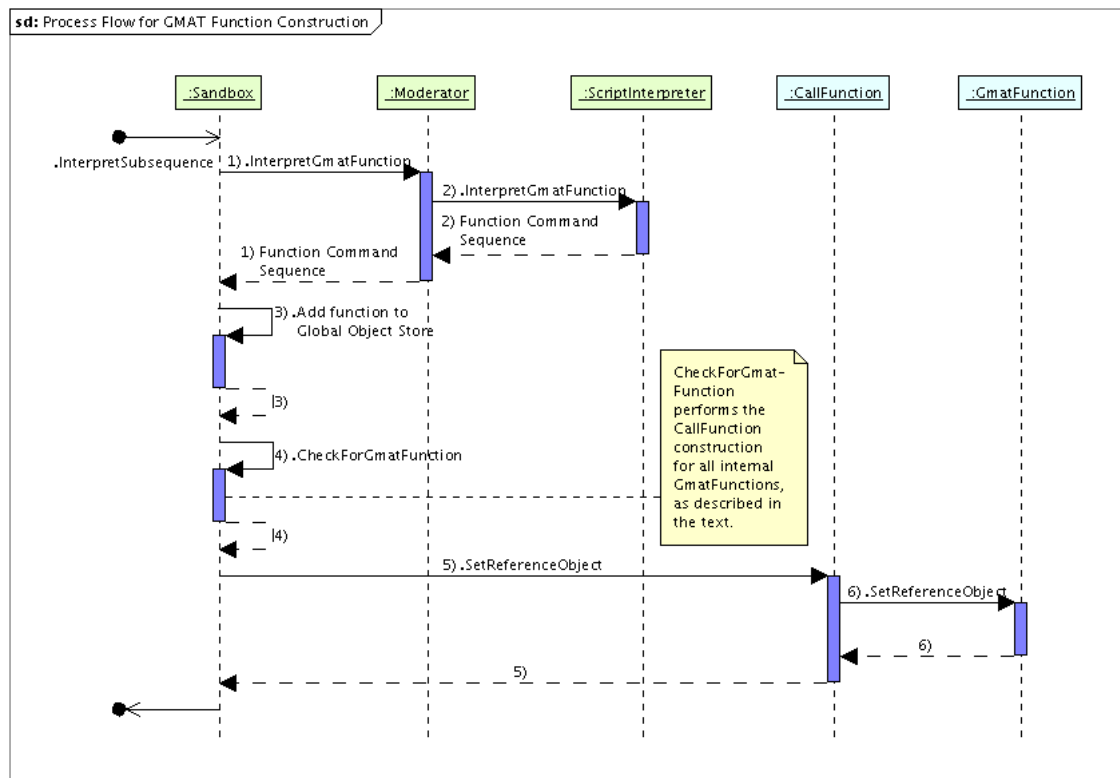 sd: Process Flow for GMAT Function Construction
:Sandbox
:Moderator
:ScriptInterpreter
:CallFunction
:GmatFunction
.InterpretSubsequence
1) .InterpretGmatFunction
2) .InterpretGmatFunction
2) Function Command
Sequence
1) Function Command
Sequence
3) .Add function to
Global Object Store
3)
CheckForGmat-
Function
performs the
CallFunction
construction
for all internal
GmatFunctions,
as described in
the text.
4) .CheckForGmatFunction
4)
5) .SetReferenceObject
6) .SetReferenceObject
6)
5)